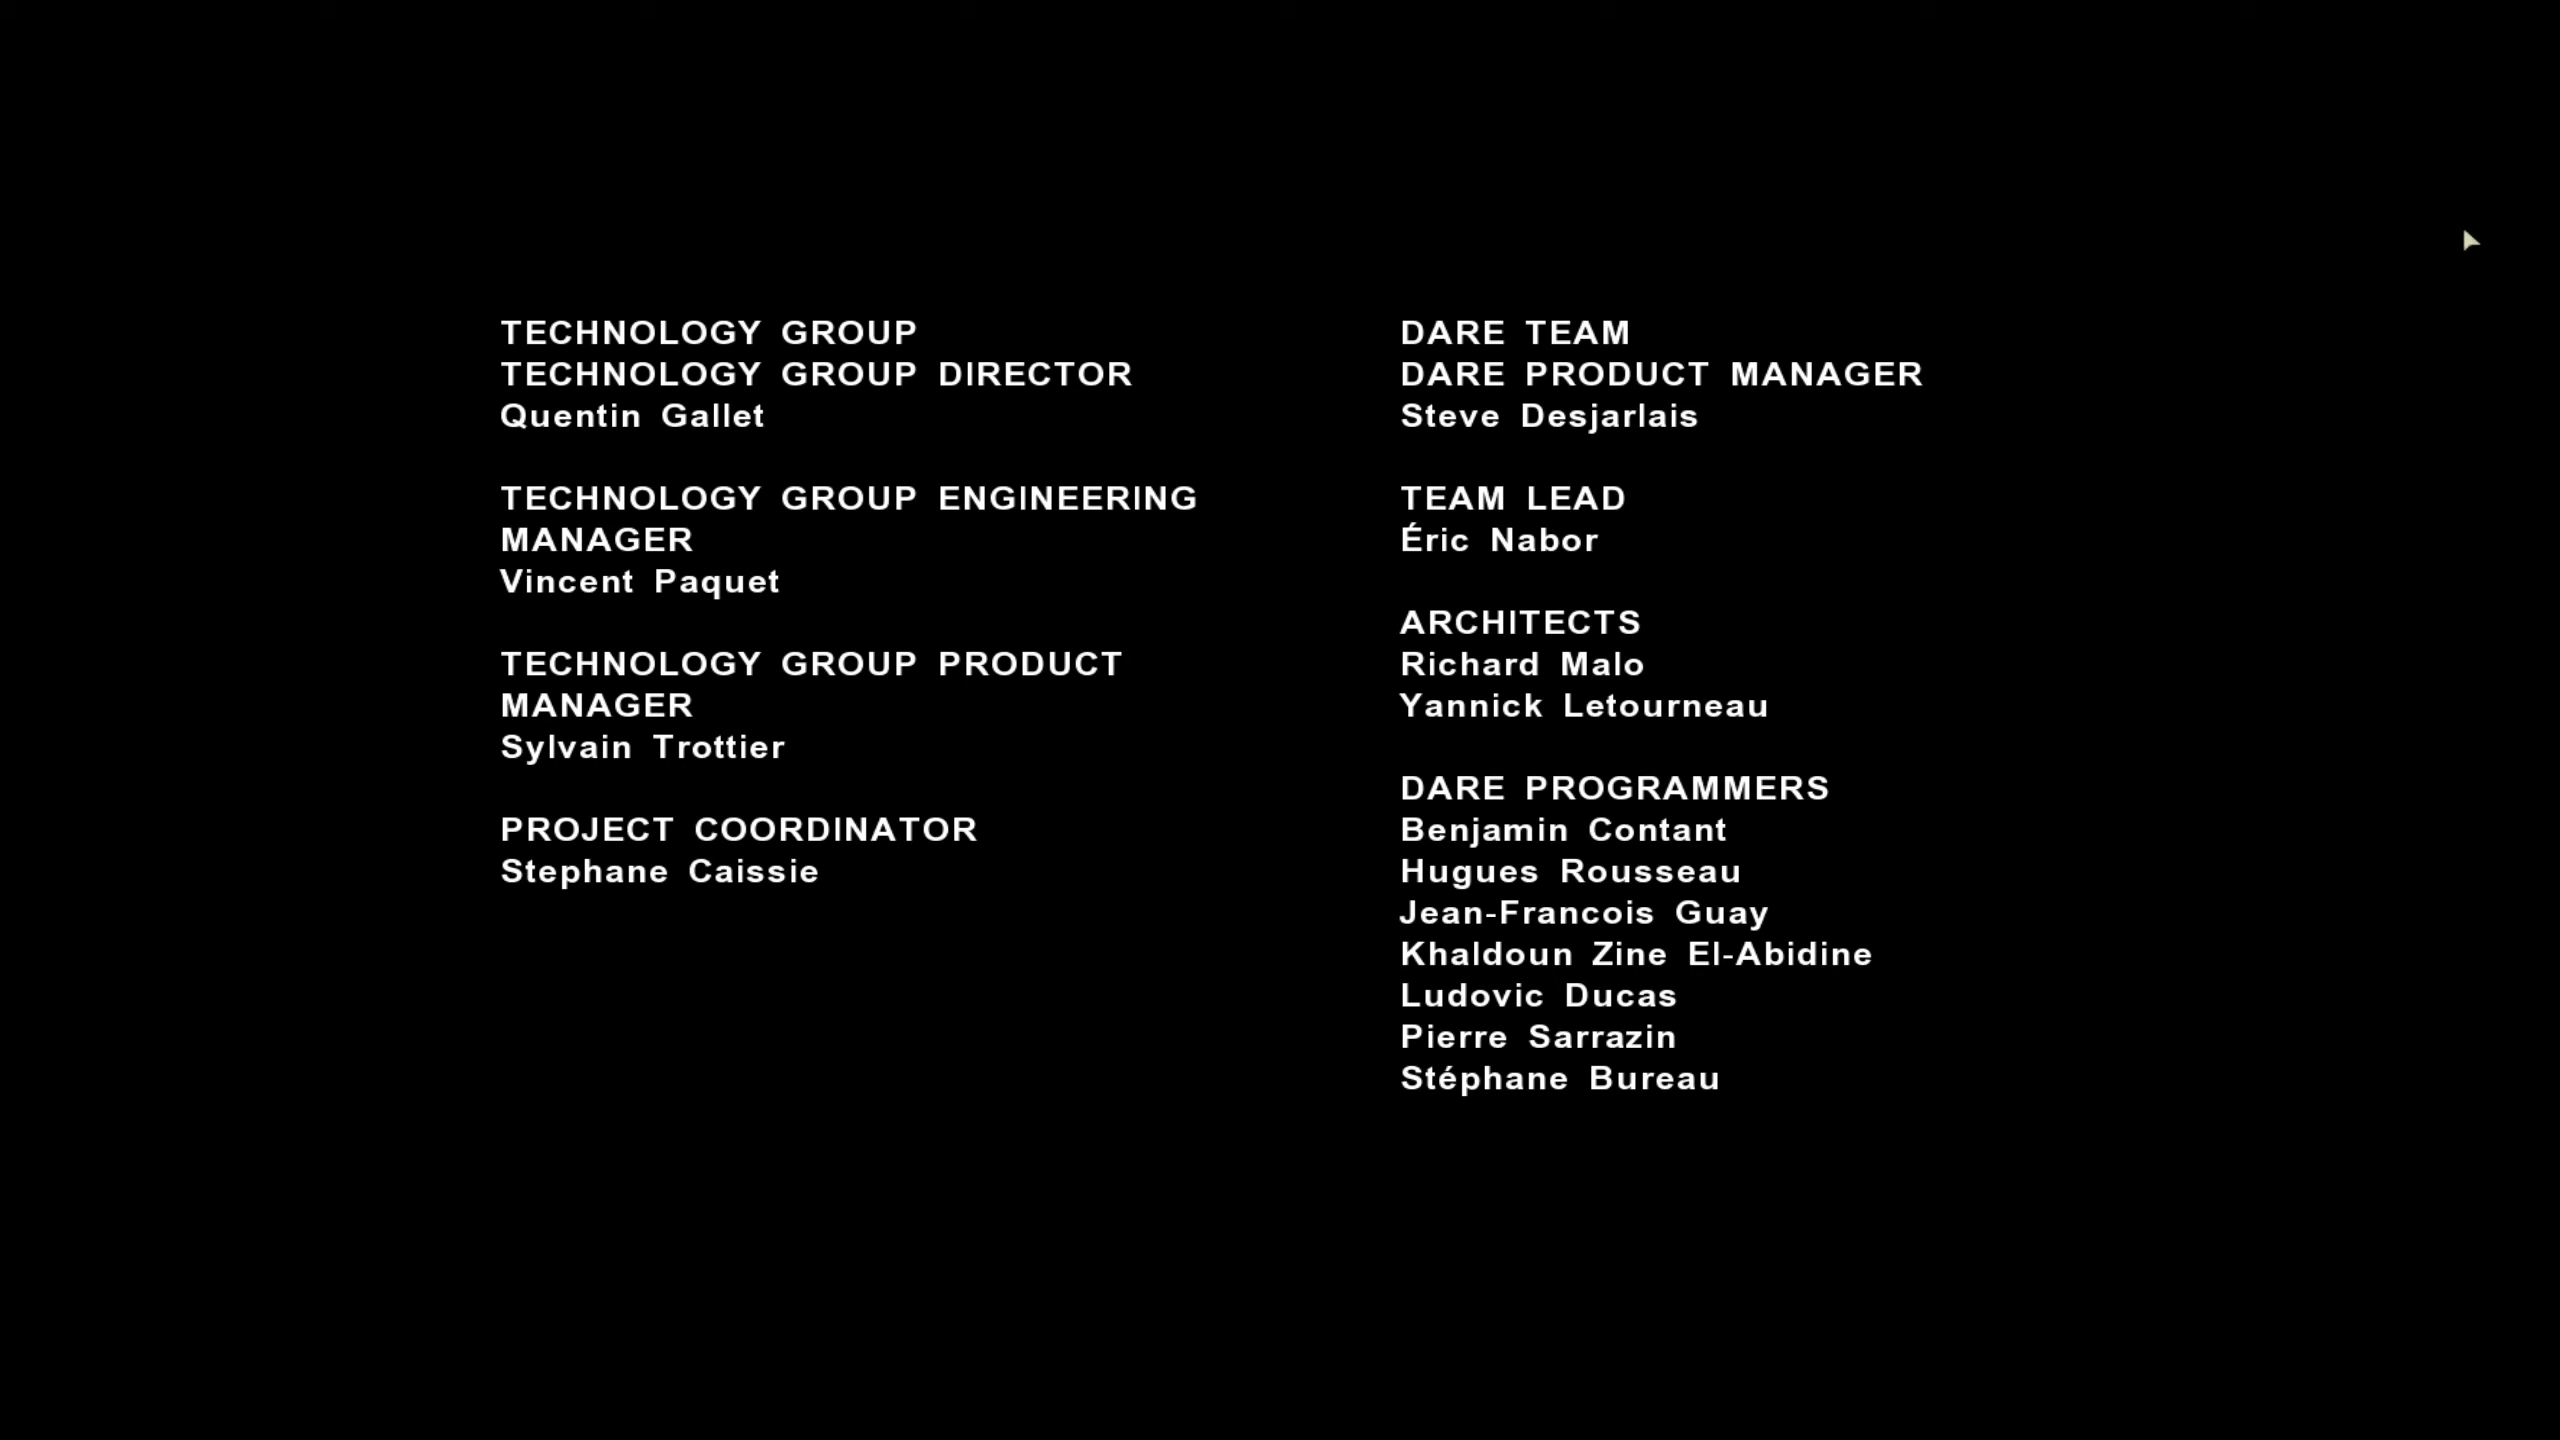 TECHNOLOGY GROUP
TECHNOLOGY GROUP DIRECTOR
Quentin Gallet
TECHNOLOGY GROUP ENGINEERING
MANAGER
Vincent Paquet
TECHNOLOGY GROUP PRODUCT
MANAGER
Sylvain Trottier
PROJECT COORDINATOR
Stephane Caissie
DARE TEAM
DARE PRODUCT MANAGER
Steve Desjarlais
TEAM LEAD
Éric Nabor
ARCHITECTS
Richard Malo
Yannick Letourneau
DARE PROGRAMMERS
Benjamin Contant
Hugues Rousseau
Jean-Francois Guay
Khaldoun Zine El-Abidine
Ludovic Ducas
Pierre Sarrazin
Stéphane Bureau